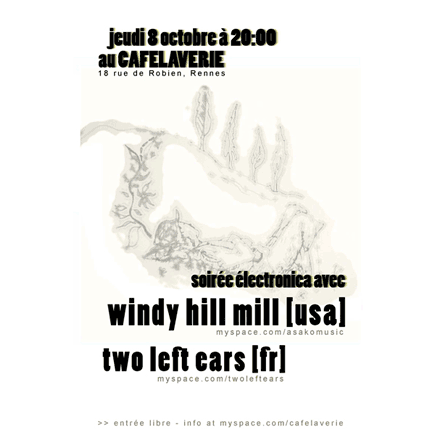 jeudi 8 octobre à 20:00
au CAFELAVERIE
18 rue de Robien, Rennes
soirée électronica avec
windy hill mill [usa]
myspace.com/asakomusic
two left ears [fr]
myspace.com/twoleftears
>> entrée libre - info at myspace.com/cafelaverie